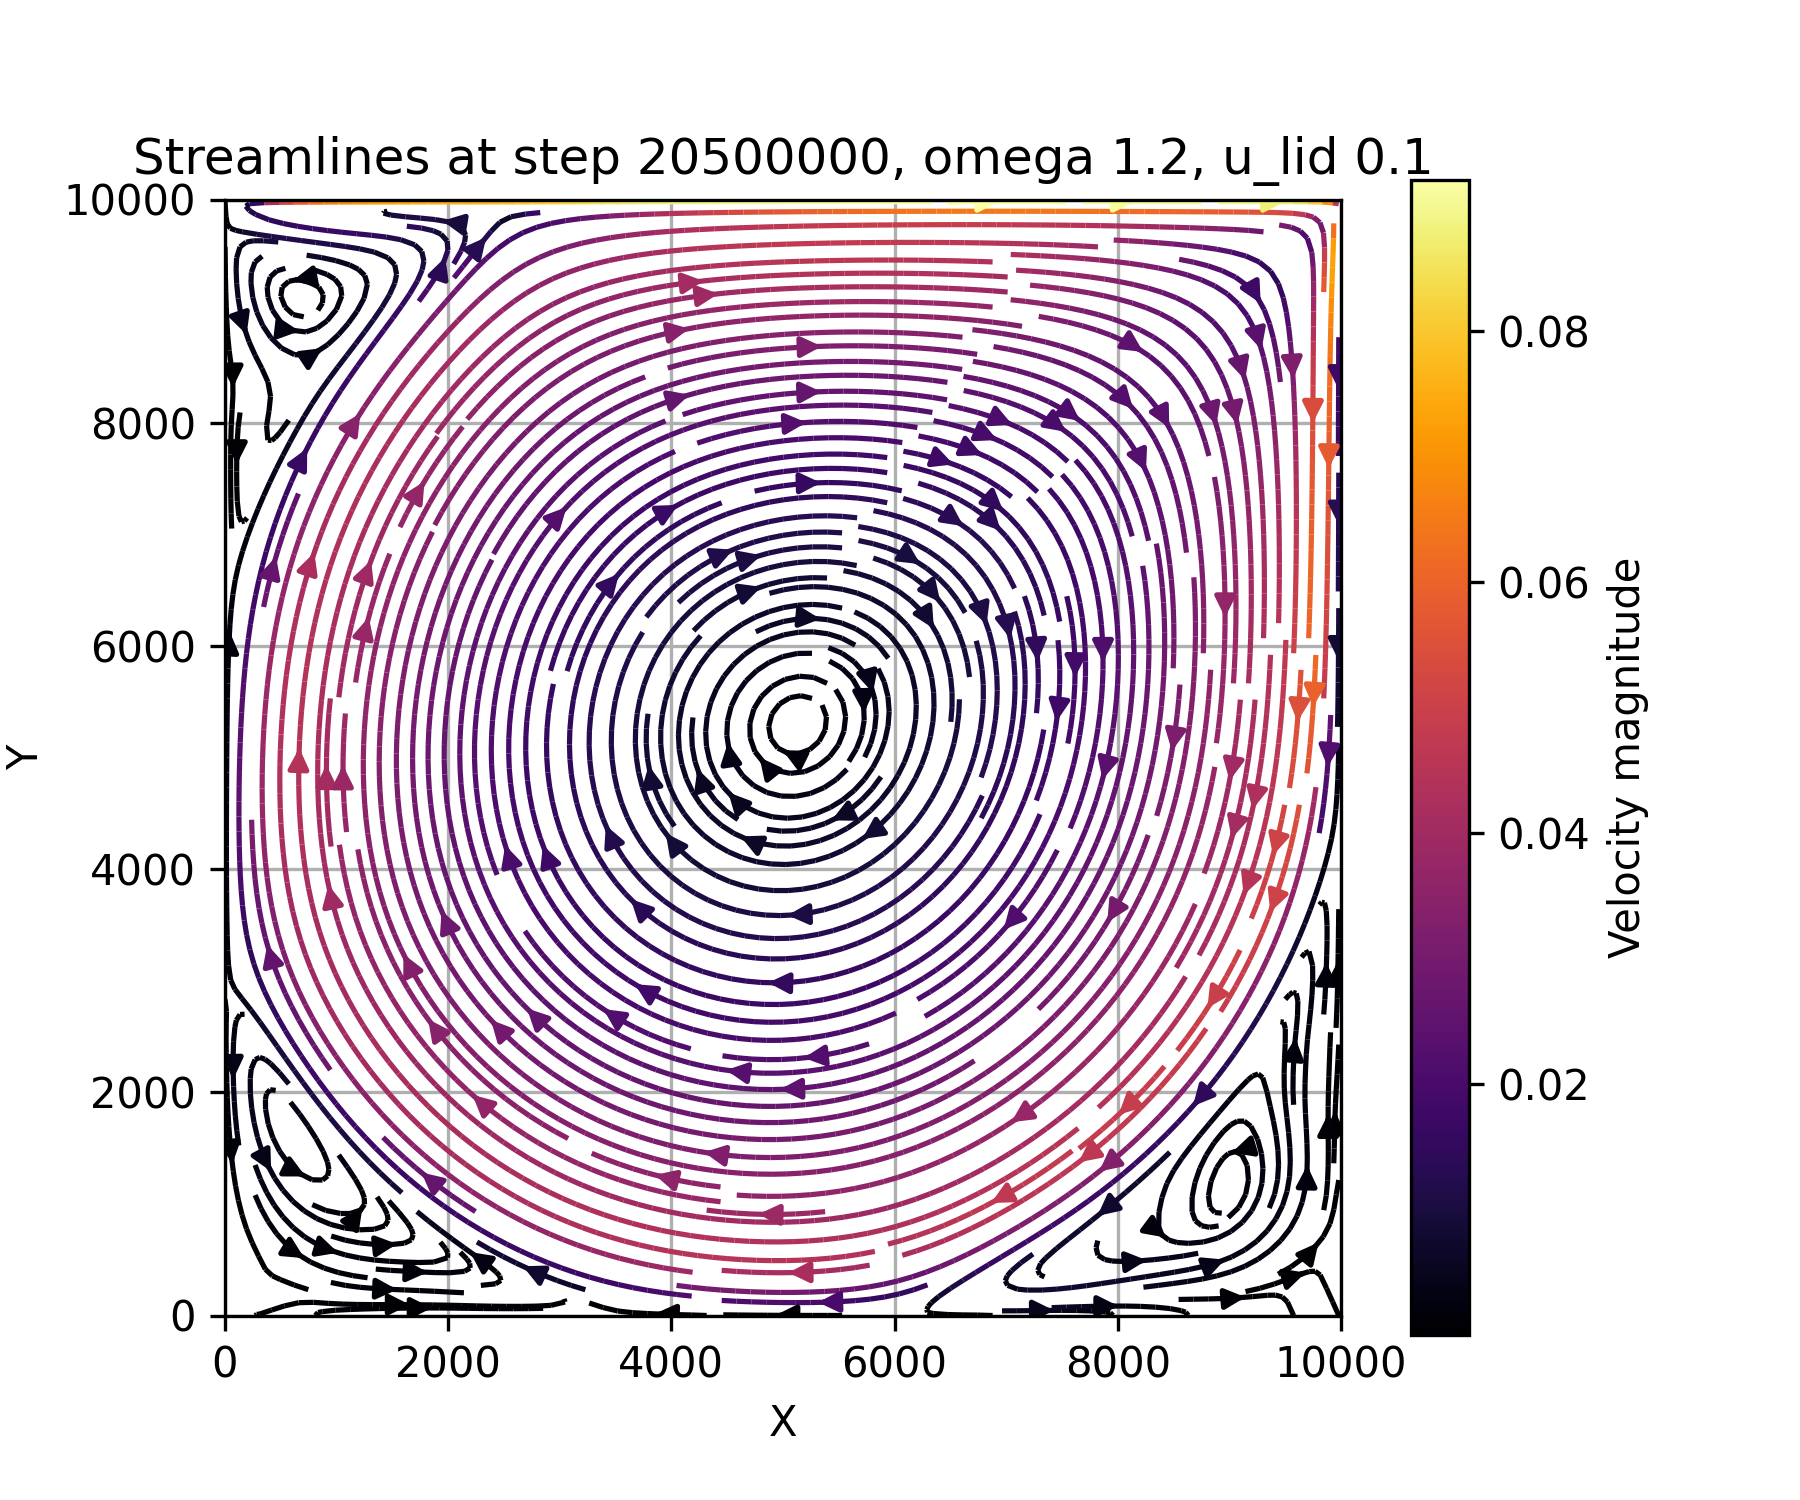 Streamlines at step 20500000, omega 1.2, u_lid 0.1
10000
8000
6000
4000
2000
0
Y
0 2000 4000 6000 8000 10000
X
0.08
0.06
0.04
0.02
Velocity magnitude